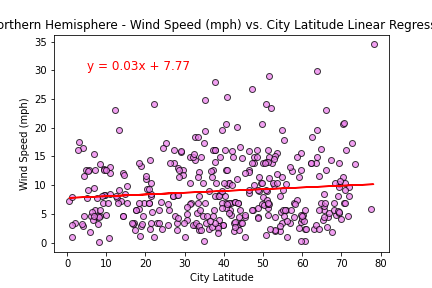 orthern Hemisphere - Wind Speed (mph) vs. City Latitude Linear Regress
y = 0.03x + 7.77
Wind Speed (mph)
35
30
25
20
15
10
5
0
0 10 20 30 40 50 60 70 80
City Latitude